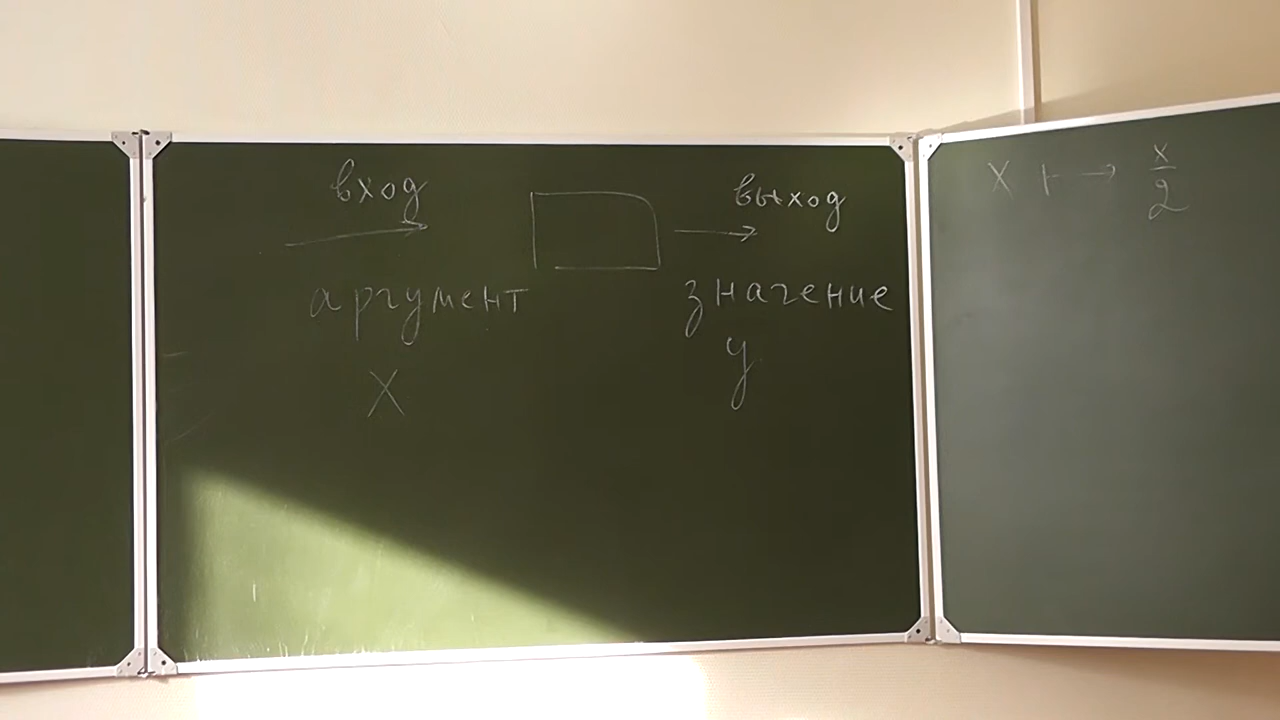 вход
выход
аргумент
значение
x
y
x ↦ x/2